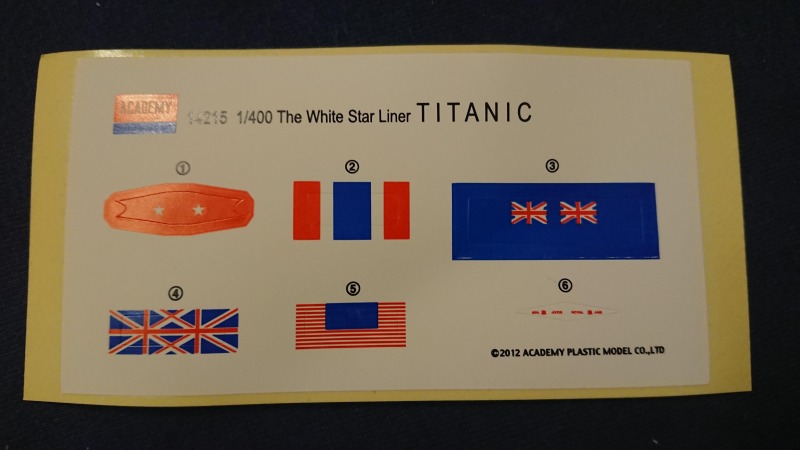 ACADEMY 14215 1/400 The White Star Liner TITANIC
① ② ③
④ ⑤ ⑥
©2012 ACADEMY PLASTIC MODEL CO.,LTD